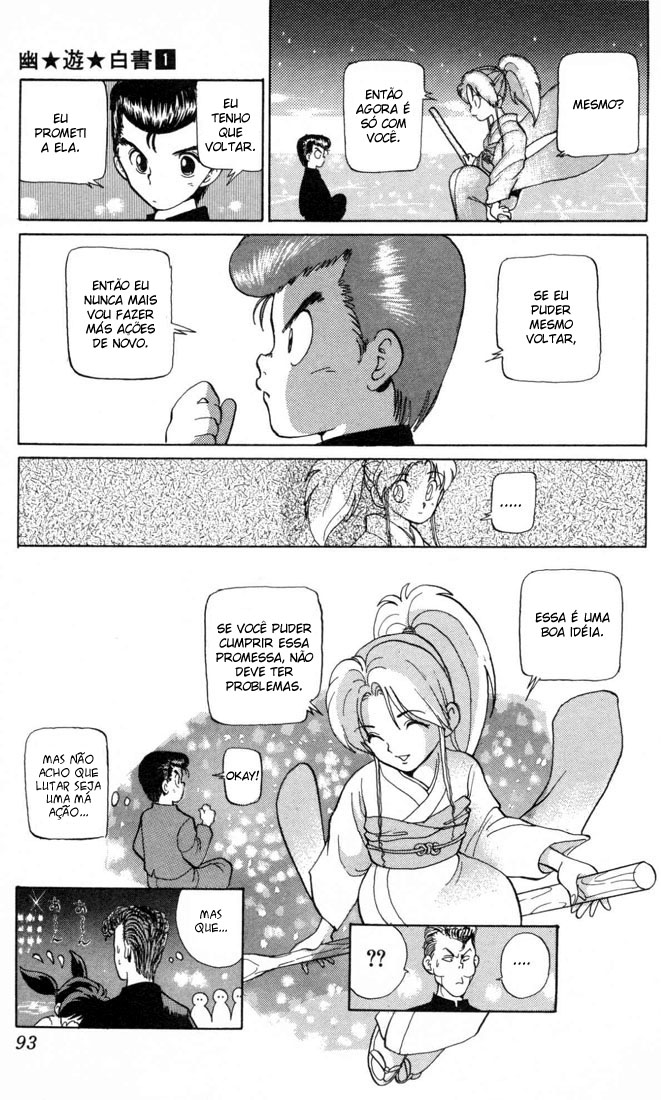 幽★遊★白書1
MESMO?
ENTÃO
AGORA É
SÓ COM
VOCÊ.
EU
TENHO
QUE
VOLTAR.
EU
PROMETI
A ELA.
SE EU
PUDER
MESMO
VOLTAR,
ENTÃO EU
NUNCA MAIS
VOU FAZER
MÁS AÇÕES
DE NOVO.
.....
ESSA É UMA
BOA IDÉIA.
SE VOCÊ PUDER
CUMPRIR ESSA
PROMESSA, NÃO
DEVE TER
PROBLEMAS.
OKAY!
MAS NÃO
ACHO QUE
LUTAR SEJA
UMA MÁ
AÇÃO...
MAS
QUE...
....
??
93